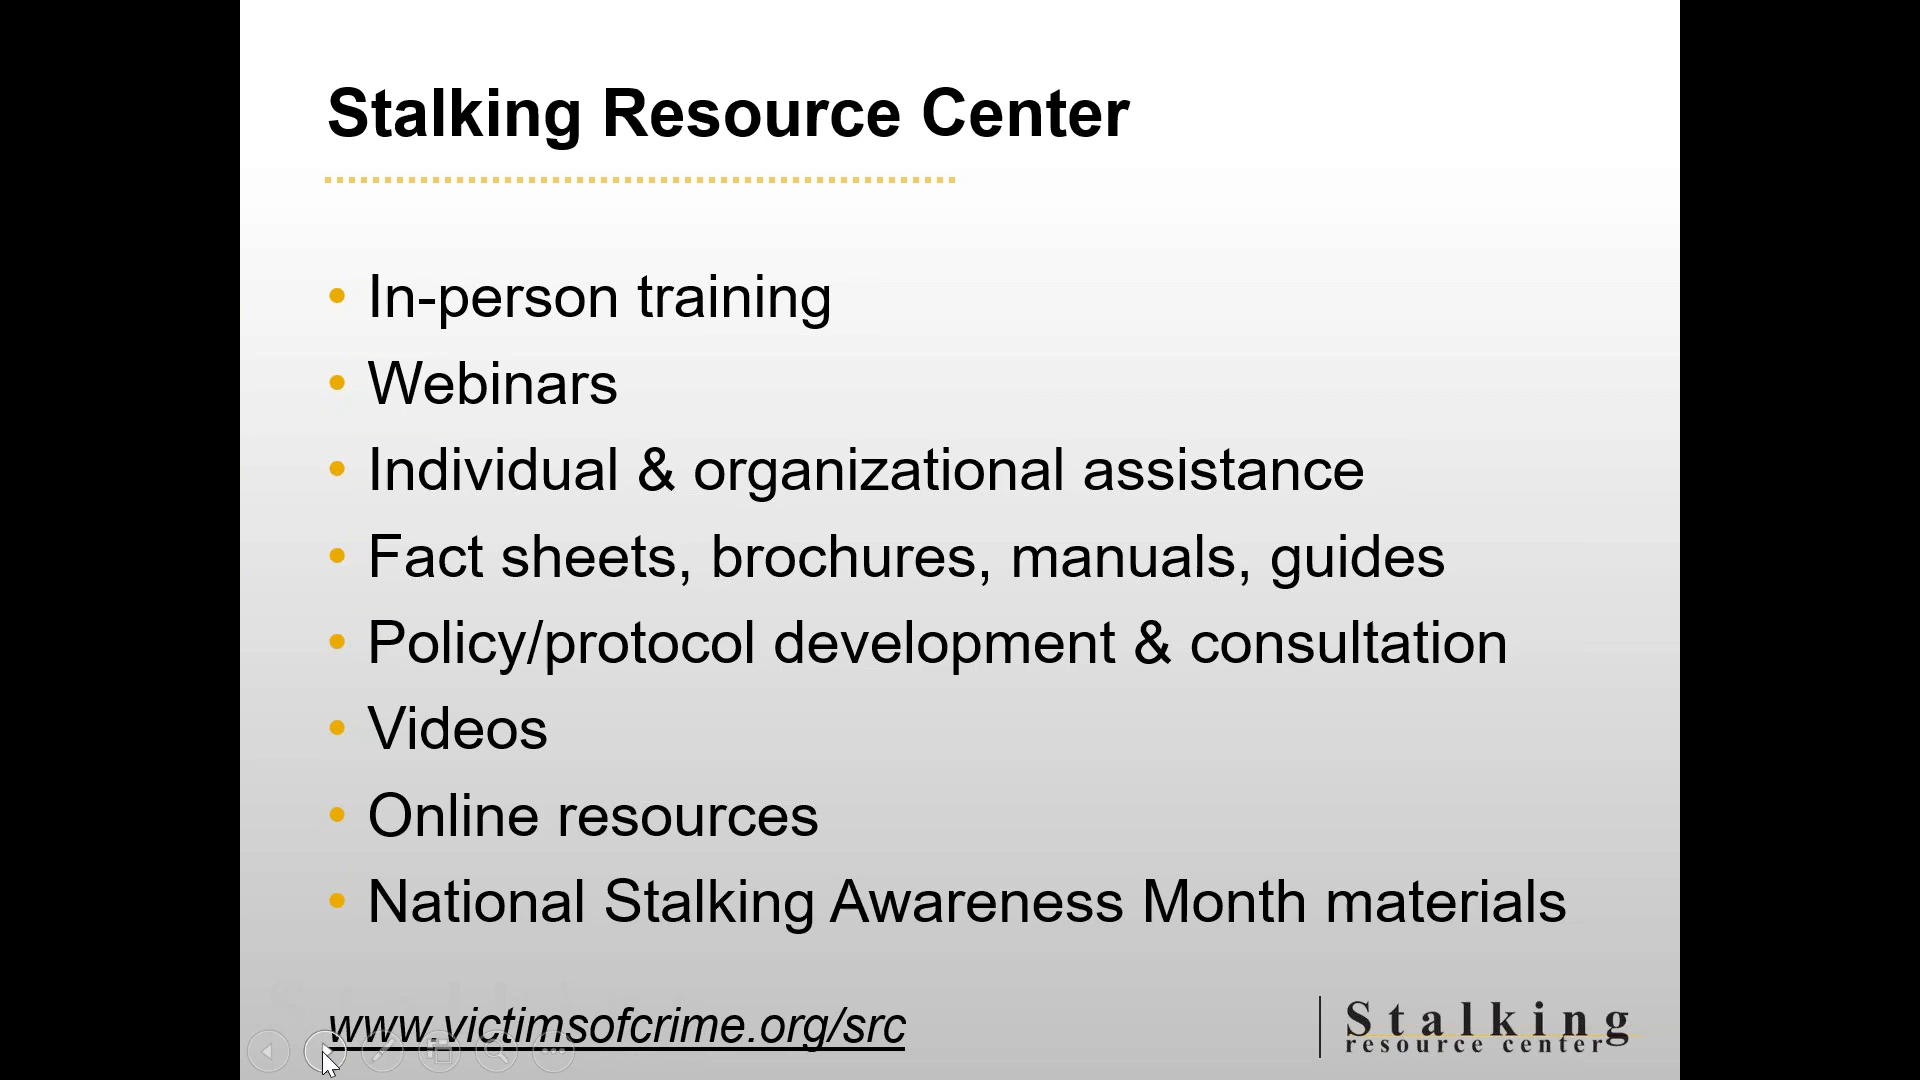 Stalking Resource Center
• In-person training
• Webinars
• Individual & organizational assistance
• Fact sheets, brochures, manuals, guides
• Policy/protocol development & consultation
• Videos
• Online resources
• National Stalking Awareness Month materials
www.victimsofcrime.org/src
Stalking
resource center